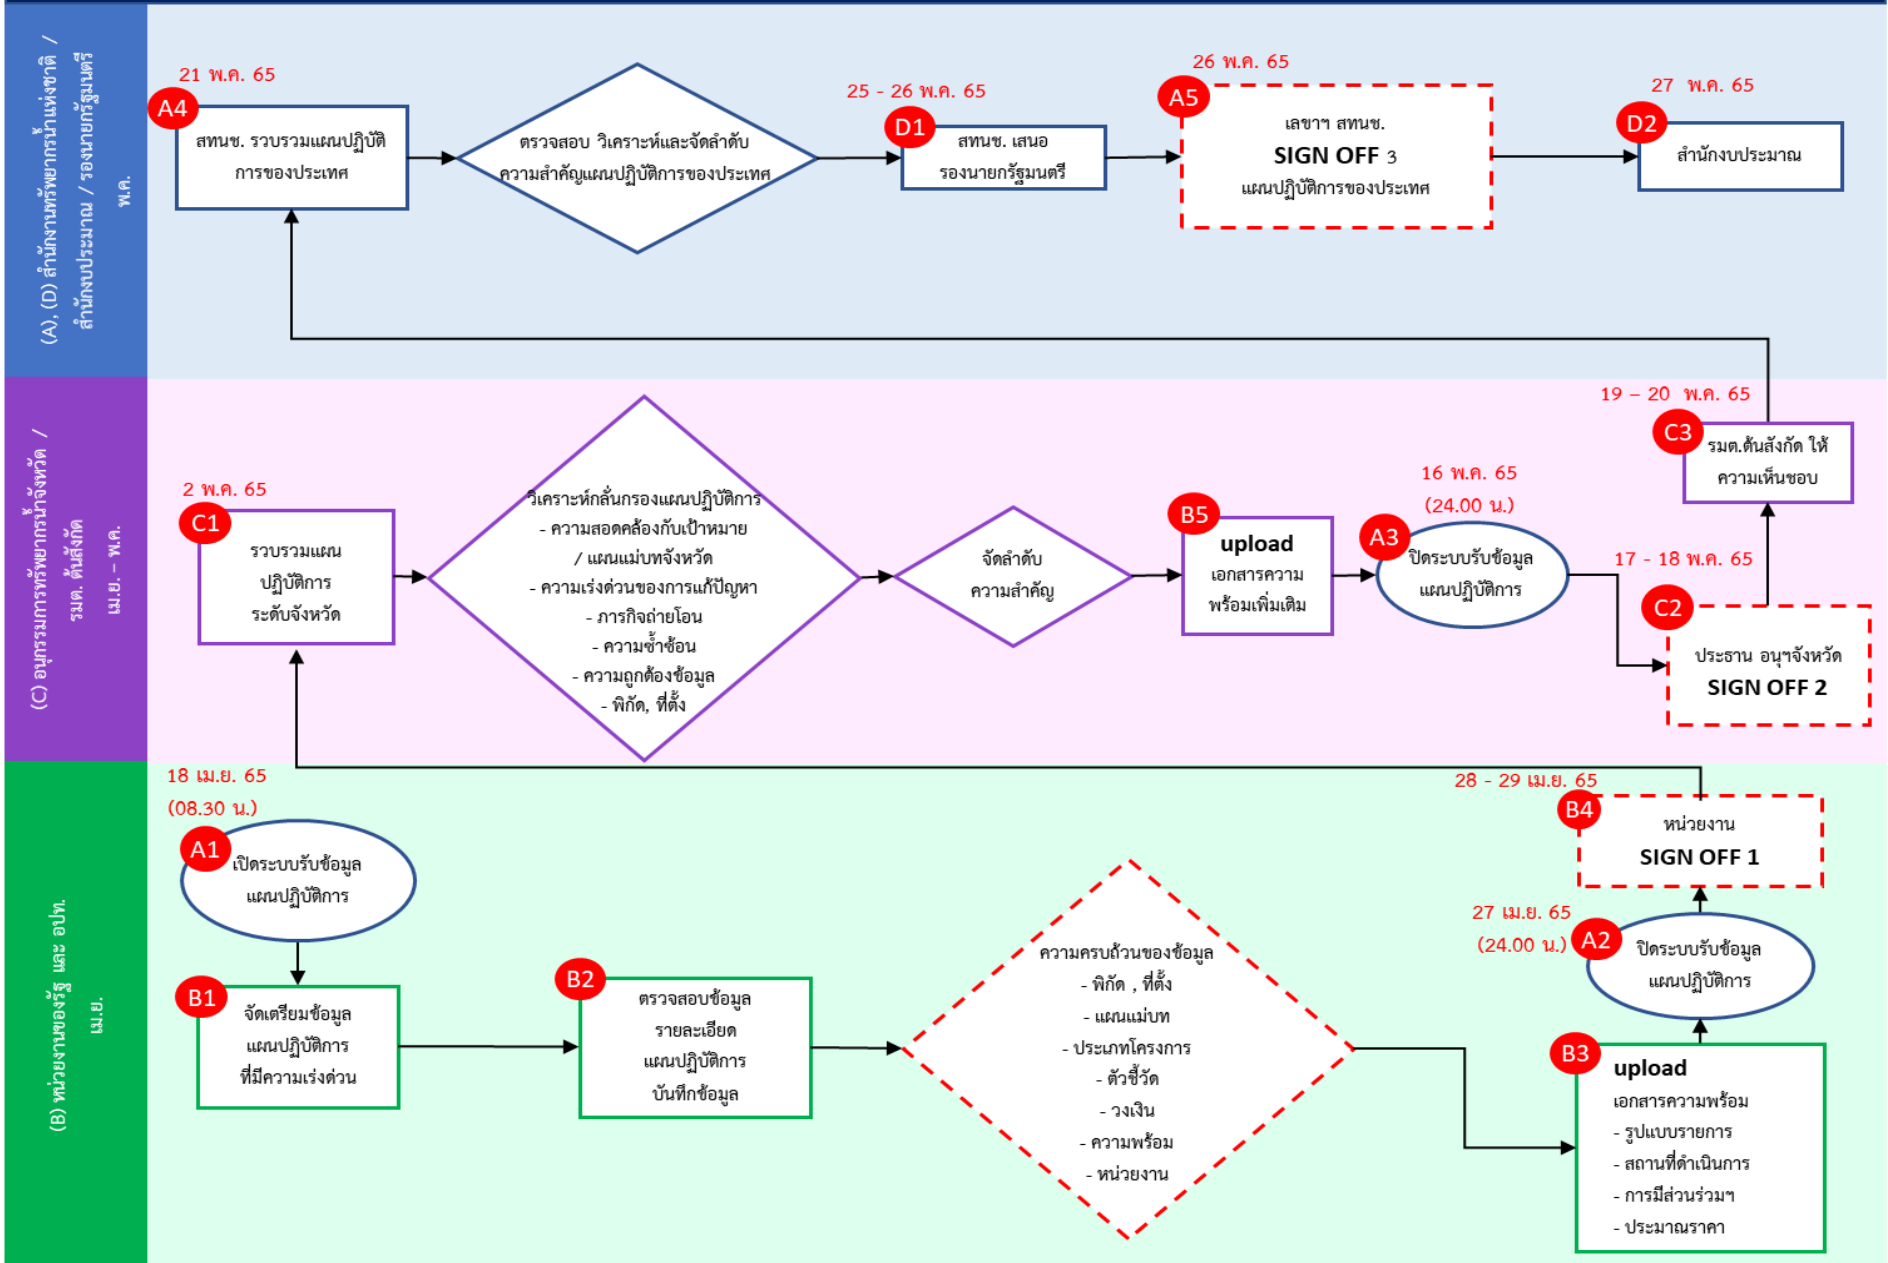 (A), (D) สำนักงานทรัพยากรน้ำแห่งชาติ /
สำนักงบประมาณ / รองนายกรัฐมนตรี
พ.ค.
21 พ.ค. 65
A4
สทนช. รวบรวมแผนปฏิบัติ
การของประเทศ
ตรวจสอบ วิเคราะห์และจัดลำดับ
ความสำคัญแผนปฏิบัติการของประเทศ
25 - 26 พ.ค. 65
D1
สทนช. เสนอ
รองนายกรัฐมนตรี
26 พ.ค. 65
A5
เลขาฯ สทนช.
SIGN OFF 3
แผนปฏิบัติการของประเทศ
27 พ.ค. 65
D2
สำนักงบประมาณ
(C) อนุกรรมการทรัพยากรน้ำจังหวัด /
รมต. ต้นสังกัด
เม.ย. – พ.ค.
2 พ.ค. 65
C1
รวบรวมแผน
ปฏิบัติการ
ระดับจังหวัด
วิเคราะห์กลั่นกรองแผนปฏิบัติการ
- ความสอดคล้องกับเป้าหมาย
/ แผนแม่บทจังหวัด
- ความเร่งด่วนของการแก้ปัญหา
- ภารกิจถ่ายโอน
- ความซ้ำซ้อน
- ความถูกต้องข้อมูล
- พิกัด, ที่ตั้ง
จัดลำดับ
ความสำคัญ
B5
upload
เอกสารความ
พร้อมเพิ่มเติม
16 พ.ค. 65
(24.00 น.)
A3
ปิดระบบรับข้อมูล
แผนปฏิบัติการ
17 - 18 พ.ค. 65
C2
ประธาน อนุฯจังหวัด
SIGN OFF 2
19 – 20 พ.ค. 65
C3
รมต.ต้นสังกัด ให้
ความเห็นชอบ
(B) หน่วยงานของรัฐ และ อปท.
เม.ย.
18 เม.ย. 65
(08.30 น.)
A1
เปิดระบบรับข้อมูล
แผนปฏิบัติการ
B1
จัดเตรียมข้อมูล
แผนปฏิบัติการ
ที่มีความเร่งด่วน
B2
ตรวจสอบข้อมูล
รายละเอียด
แผนปฏิบัติการ
บันทึกข้อมูล
ความครบถ้วนของข้อมูล
- พิกัด , ที่ตั้ง
- แผนแม่บท
- ประเภทโครงการ
- ตัวชี้วัด
- วงเงิน
- ความพร้อม
- หน่วยงาน
B3
upload
เอกสารความพร้อม
- รูปแบบรายการ
- สถานที่ดำเนินการ
- การมีส่วนร่วมฯ
- ประมาณราคา
27 เม.ย. 65
(24.00 น.)
A2
ปิดระบบรับข้อมูล
แผนปฏิบัติการ
28 - 29 เม.ย. 65
B4
หน่วยงาน
SIGN OFF 1